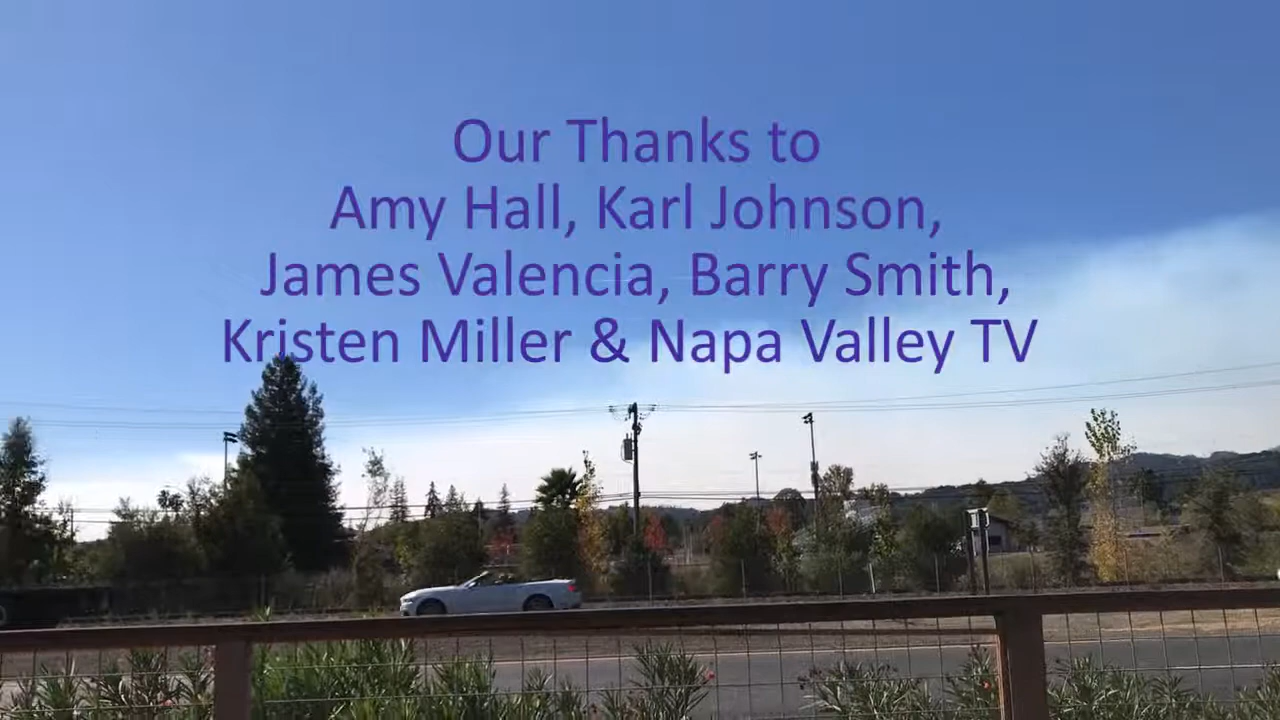 Our Thanks to
Amy Hall, Karl Johnson,
James Valencia, Barry Smith,
Kristen Miller & Napa Valley TV